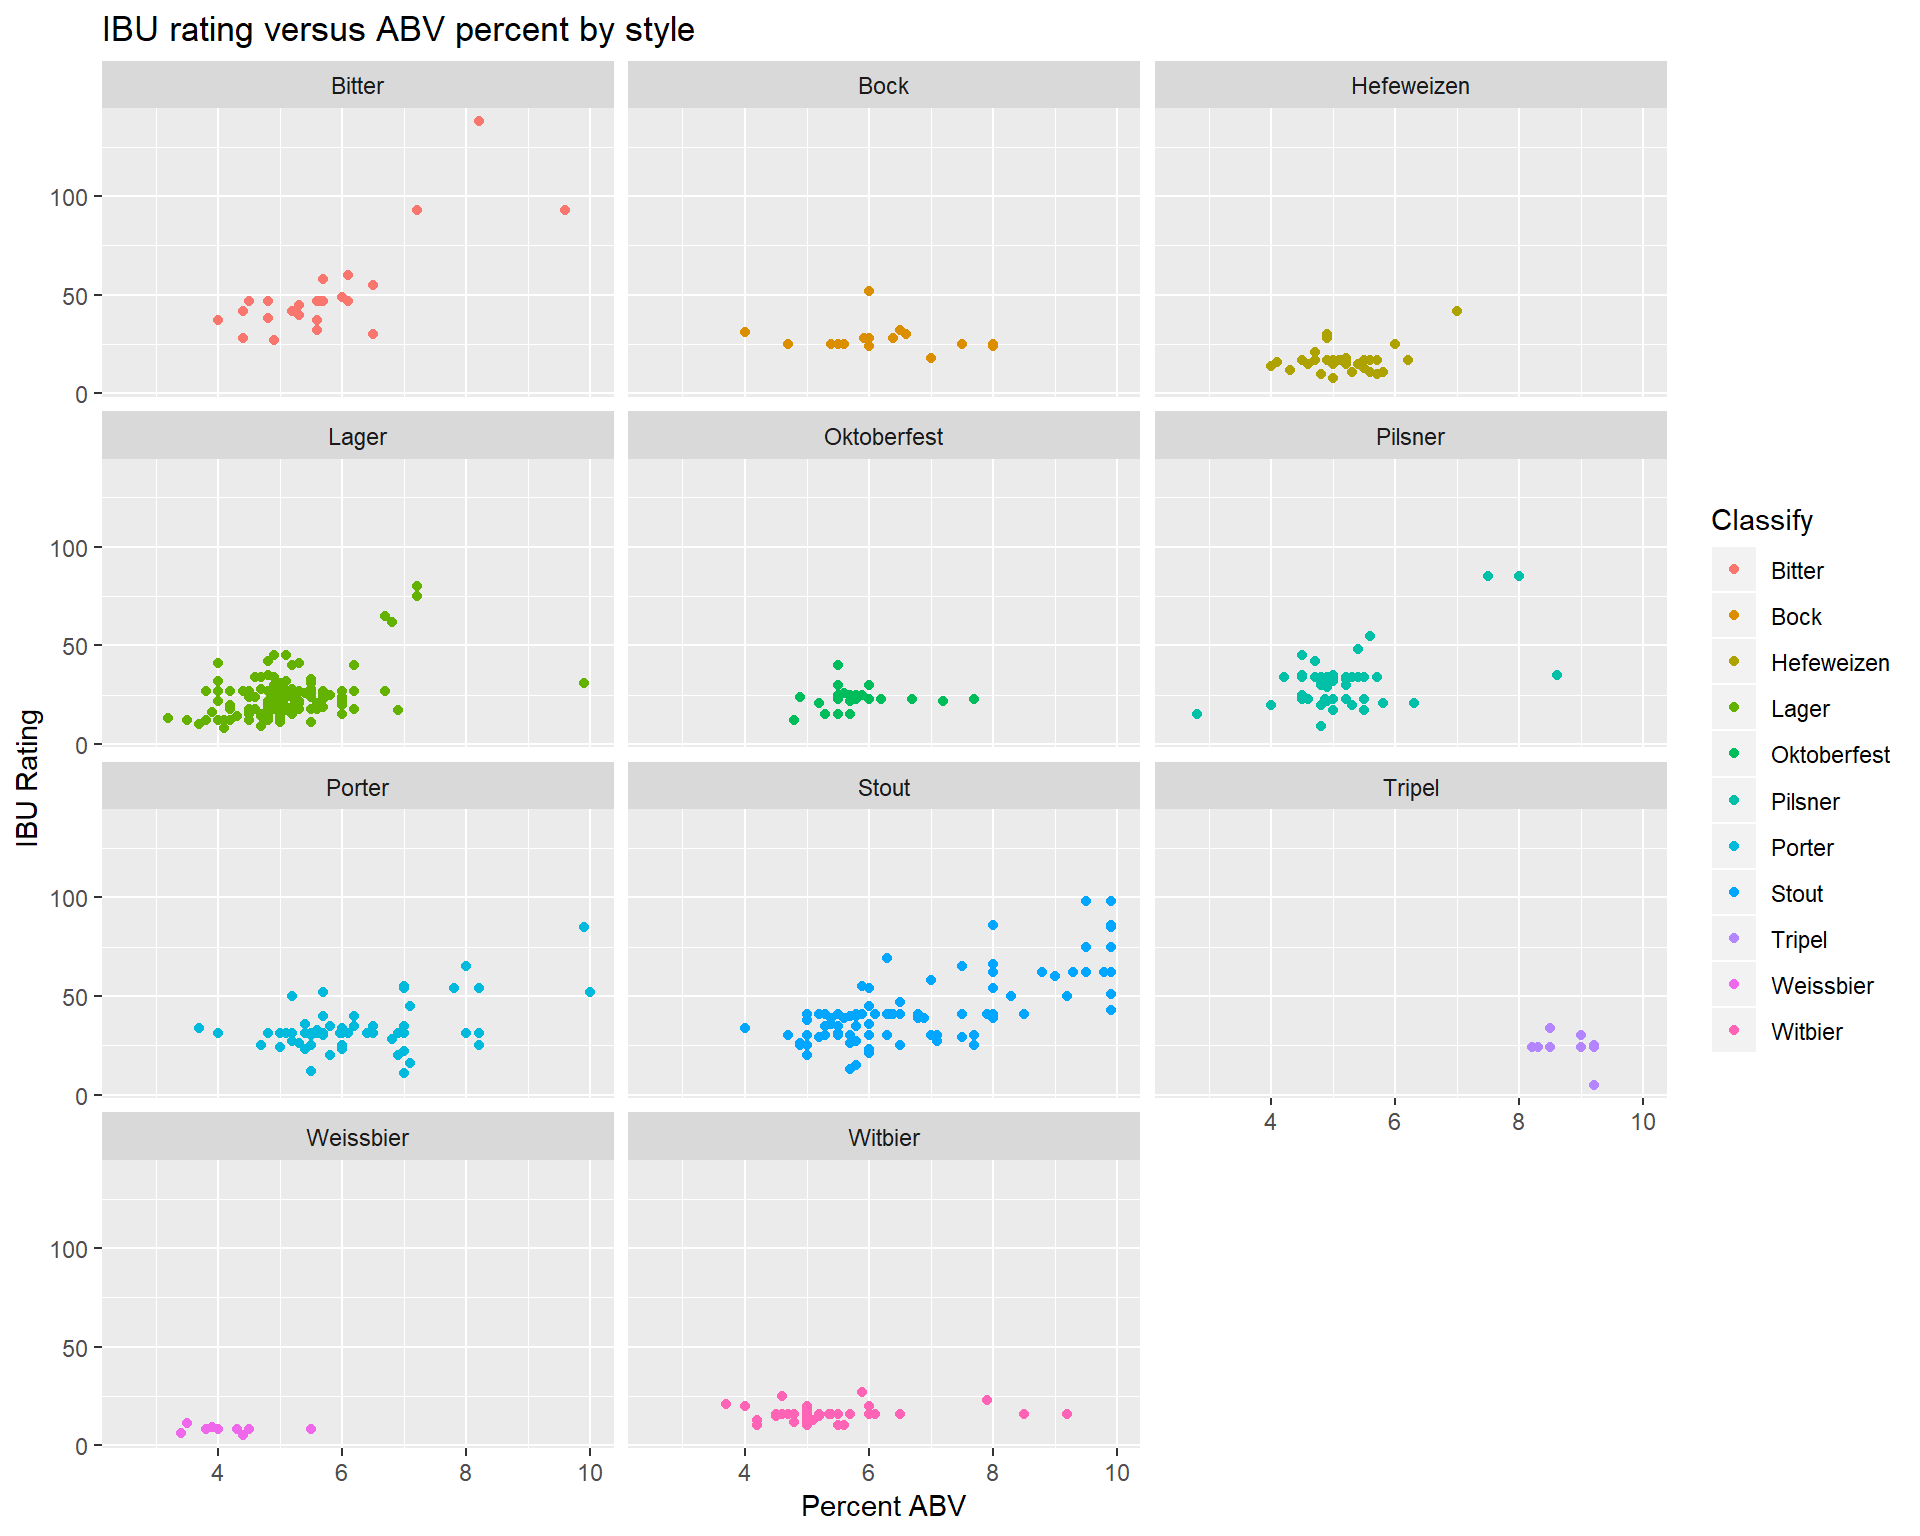 IBU rating versus ABV percent by style
Bitter
Bock
Hefeweizen
100
50
0
Lager
Oktoberfest
Pilsner
100
50
0
Porter
Stout
Tripel
100
50
0
4 6 8 10
Weissbier
Witbier
100
50
0
4 6 8 10
4 6 8 10
Percent ABV
IBU Rating
Classify
Bitter
Bock
Hefeweizen
Lager
Oktoberfest
Pilsner
Porter
Stout
Tripel
Weissbier
Witbier